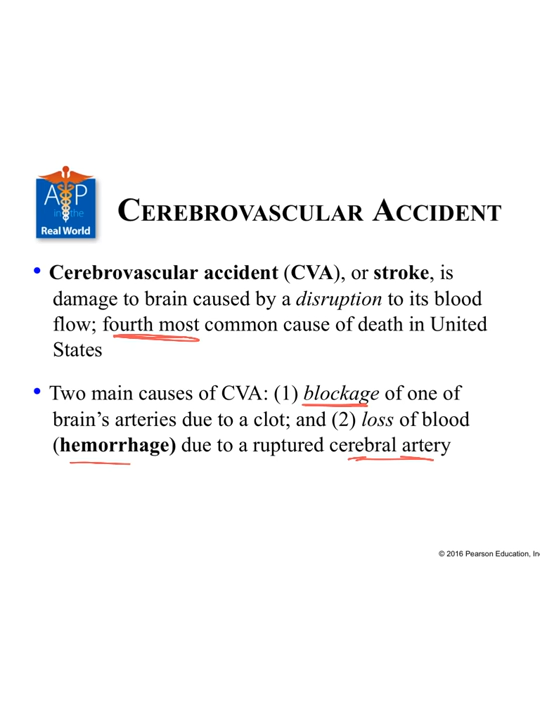 A&P
in the
Real World
CEREBROVASCULAR ACCIDENT
• Cerebrovascular accident (CVA), or stroke, is
damage to brain caused by a disruption to its blood
flow; fourth most common cause of death in United
States
• Two main causes of CVA: (1) blockage of one of
brain’s arteries due to a clot; and (2) loss of blood
(hemorrhage) due to a ruptured cerebral artery
© 2016 Pearson Education, In